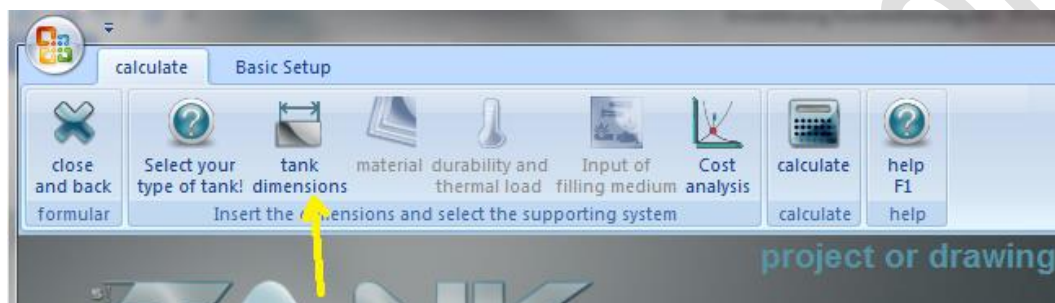 calculate Basic Setup
close and back
Select your type of tank!
tank dimensions
material
durability and thermal load
Input of filling medium
Cost analysis
calculate
help F1
formular
Insert the dimensions and select the supporting system
calculate
help
project or drawing
TANK